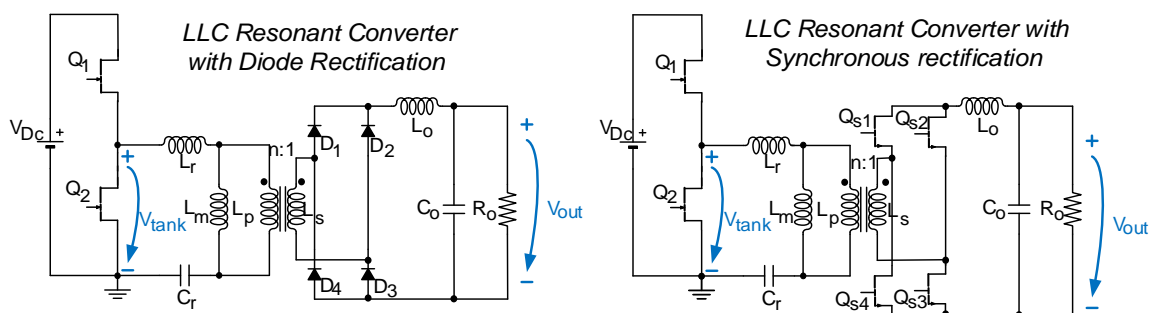 LLC Resonant Converter
with Diode Rectification
Q1
VDc
+
Q2
+
Vtank
−
Lr
Lm
Lp
n:1
Ls
Cr
D1
D2
D4
D3
Lo
Co
Ro
+
Vout
−
LLC Resonant Converter with
Synchronous rectification
Q1
VDc
+
Q2
+
Vtank
−
Lr
Lm
Lp
n:1
Ls
Cr
Qs1
Qs2
Qs4
Qs3
Lo
Co
Ro
+
Vout
−